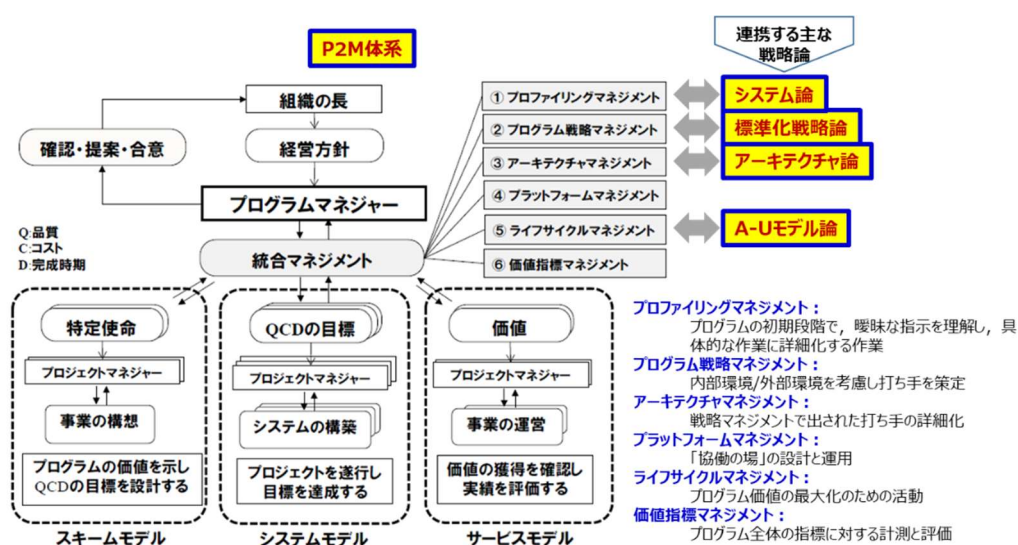 P2M体系
連携する主な
戦略論
組織の長
経営方針
確認・提案・合意
プログラムマネジャー
統合マネジメント
Q:品質
C:コスト
D:完成時期
① プロファイリングマネジメント
② プログラム戦略マネジメント
③ アーキテクチャマネジメント
④ プラットフォームマネジメント
⑤ ライフサイクルマネジメント
⑥ 価値指標マネジメント
システム論
標準化戦略論
アーキテクチャ論
A-Uモデル論
特定使命
プロジェクトマネジャー
事業の構想
プログラムの価値を示し
QCDの目標を設計する
スキームモデル
QCDの目標
プロジェクトマネジャー
システムの構築
プロジェクトを遂行し
目標を達成する
システムモデル
価値
プロジェクトマネジャー
事業の運営
価値の獲得を確認し
実績を評価する
サービスモデル
プロファイリングマネジメント：
プログラムの初期段階で，曖昧な指示を理解し，具
体的な作業に詳細化する作業
プログラム戦略マネジメント：
内部環境/外部環境を考慮し打ち手を策定
アーキテクチャマネジメント：
戦略マネジメントで出された打ち手の詳細化
プラットフォームマネジメント：
「協働の場」の設計と運用
ライフサイクルマネジメント：
プログラム価値の最大化のための活動
価値指標マネジメント：
プログラム全体の指標に対する計測と評価